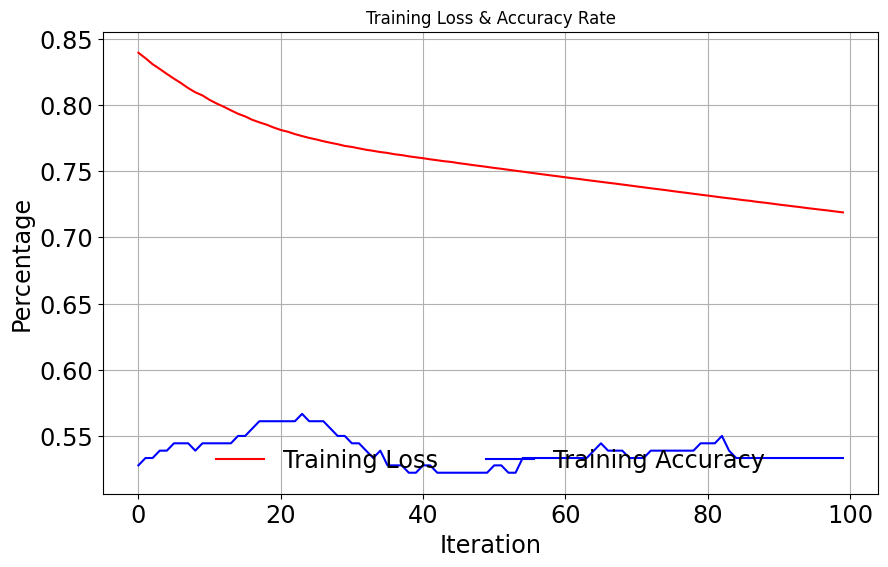 Training Loss & Accuracy Rate
Percentage
0.85
0.80
0.75
0.70
0.65
0.60
0.55
Training Loss Training Accuracy
0 20 40 60 80 100
Iteration